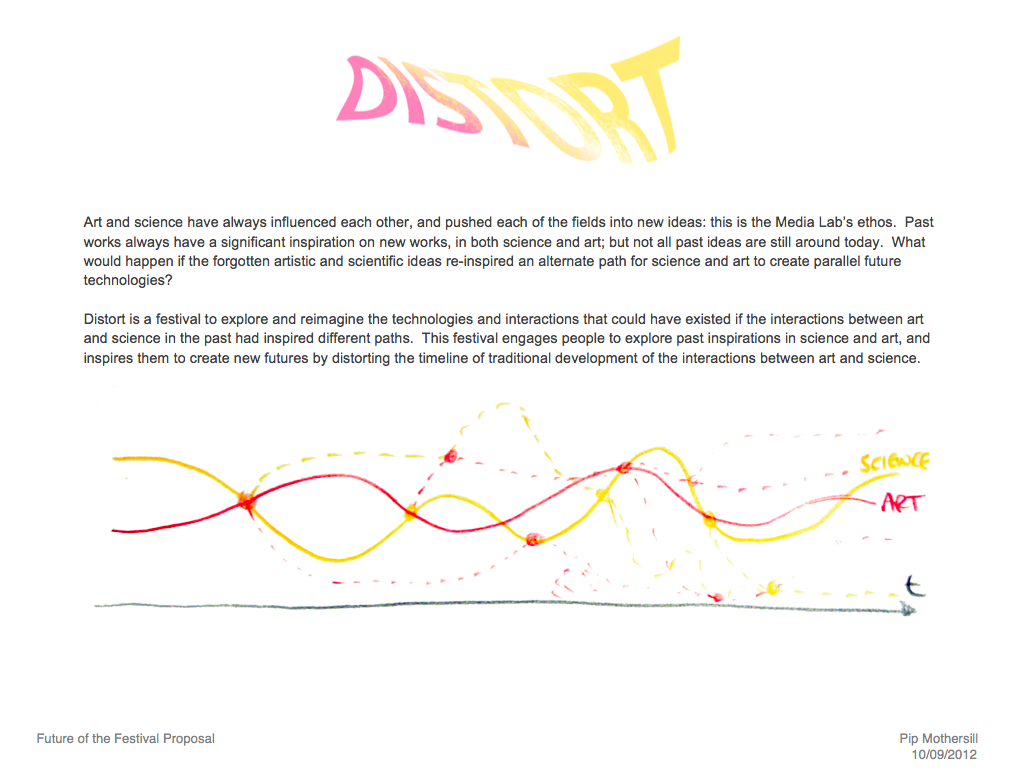 DISTORT
Art and science have always influenced each other, and pushed each of the fields into new ideas: this is the Media Lab's ethos.  Past
works always have a significant inspiration on new works, in both science and art; but not all past ideas are still around today.  What
would happen if the forgotten artistic and scientific ideas re-inspired an alternate path for science and art to create parallel future
technologies?
Distort is a festival to explore and reimagine the technologies and interactions that could have existed if the interactions between art
and science in the past had inspired different paths.  This festival engages people to explore past inspirations in science and art, and
inspires them to create new futures by distorting the timeline of traditional development of the interactions between art and science.
SCIENCE
ART
t
Future of the Festival Proposal
Pip Mothersill
10/09/2012